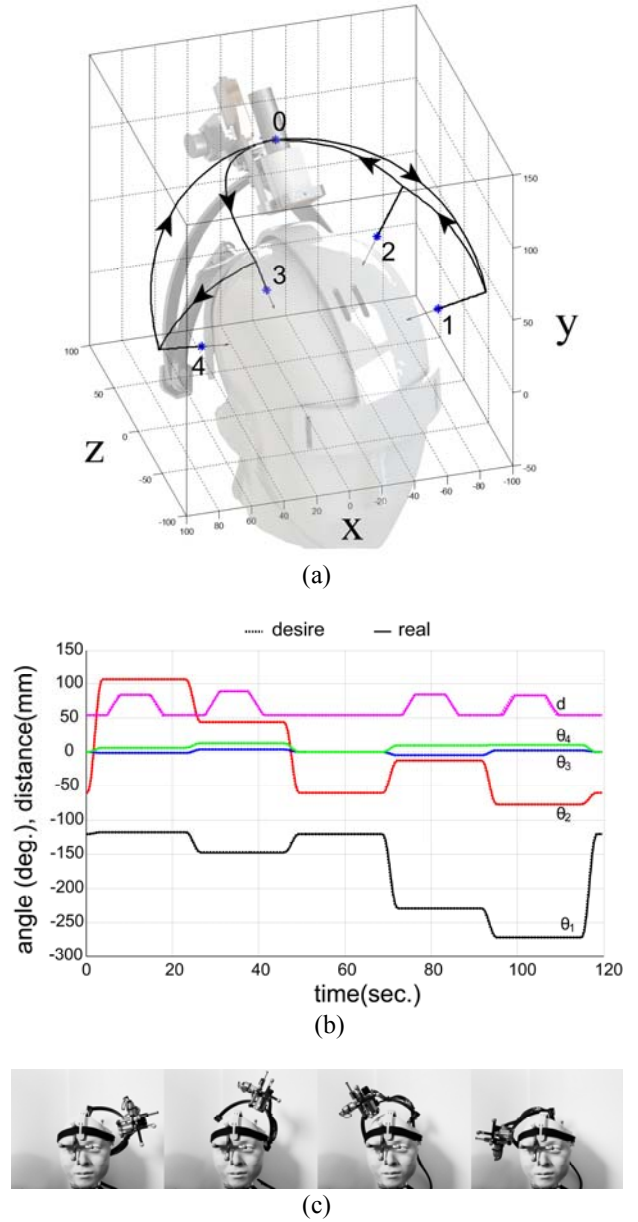 0
2
3
1
4
150
100
50
0
-50
y
100
50
0
-50
-100
z
100 80 60 40 20 0 -20 -40 -60 -80 -100
x
(a)
desire real
150
100
50
0
-50
-100
-150
-200
-250
-300
angle (deg.), distance(mm)
d
θ4
θ3
θ2
θ1
0 20 40 60 80 100 120
time(sec.)
(b)
(c)